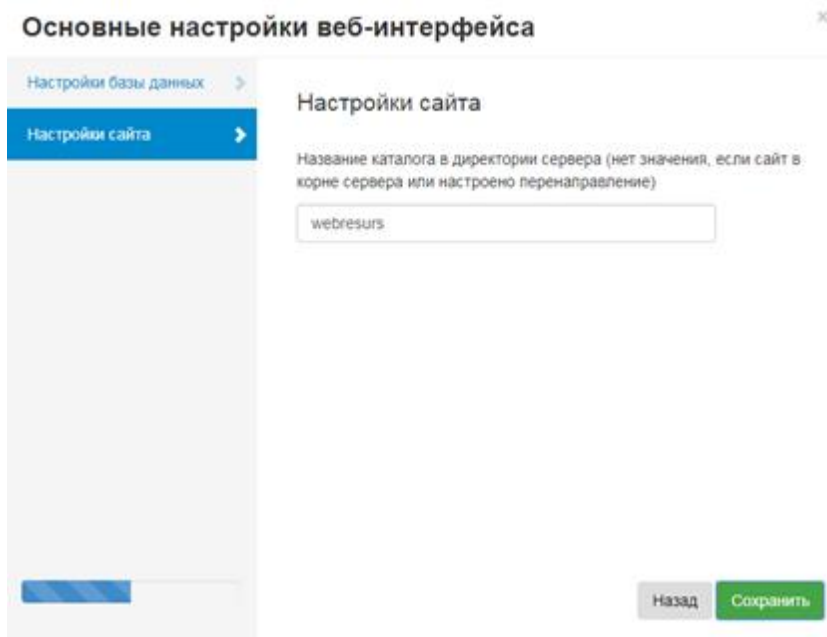 Основные настройки веб-интерфейса
Настройки базы данных
Настройки сайта
Настройки сайта
Название каталога в директории сервера (нет значения, если сайт в
корне сервера или настроено перенаправление)
webresurs
Назад
Сохранить